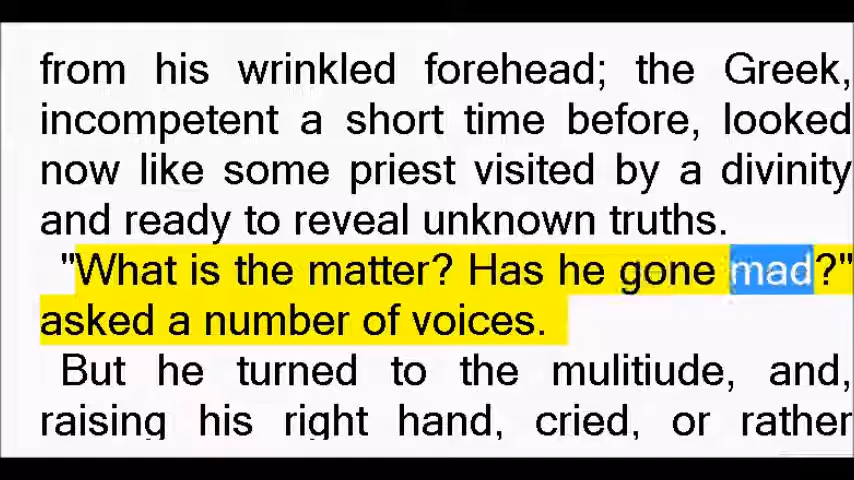 from his wrinkled forehead; the Greek,
incompetent a short time before, looked
now like some priest visited by a divinity
and ready to reveal unknown truths.
"What is the matter? Has he gone mad?"
asked a number of voices.
But he turned to the mulitiude, and,
raising his right hand, cried, or rather